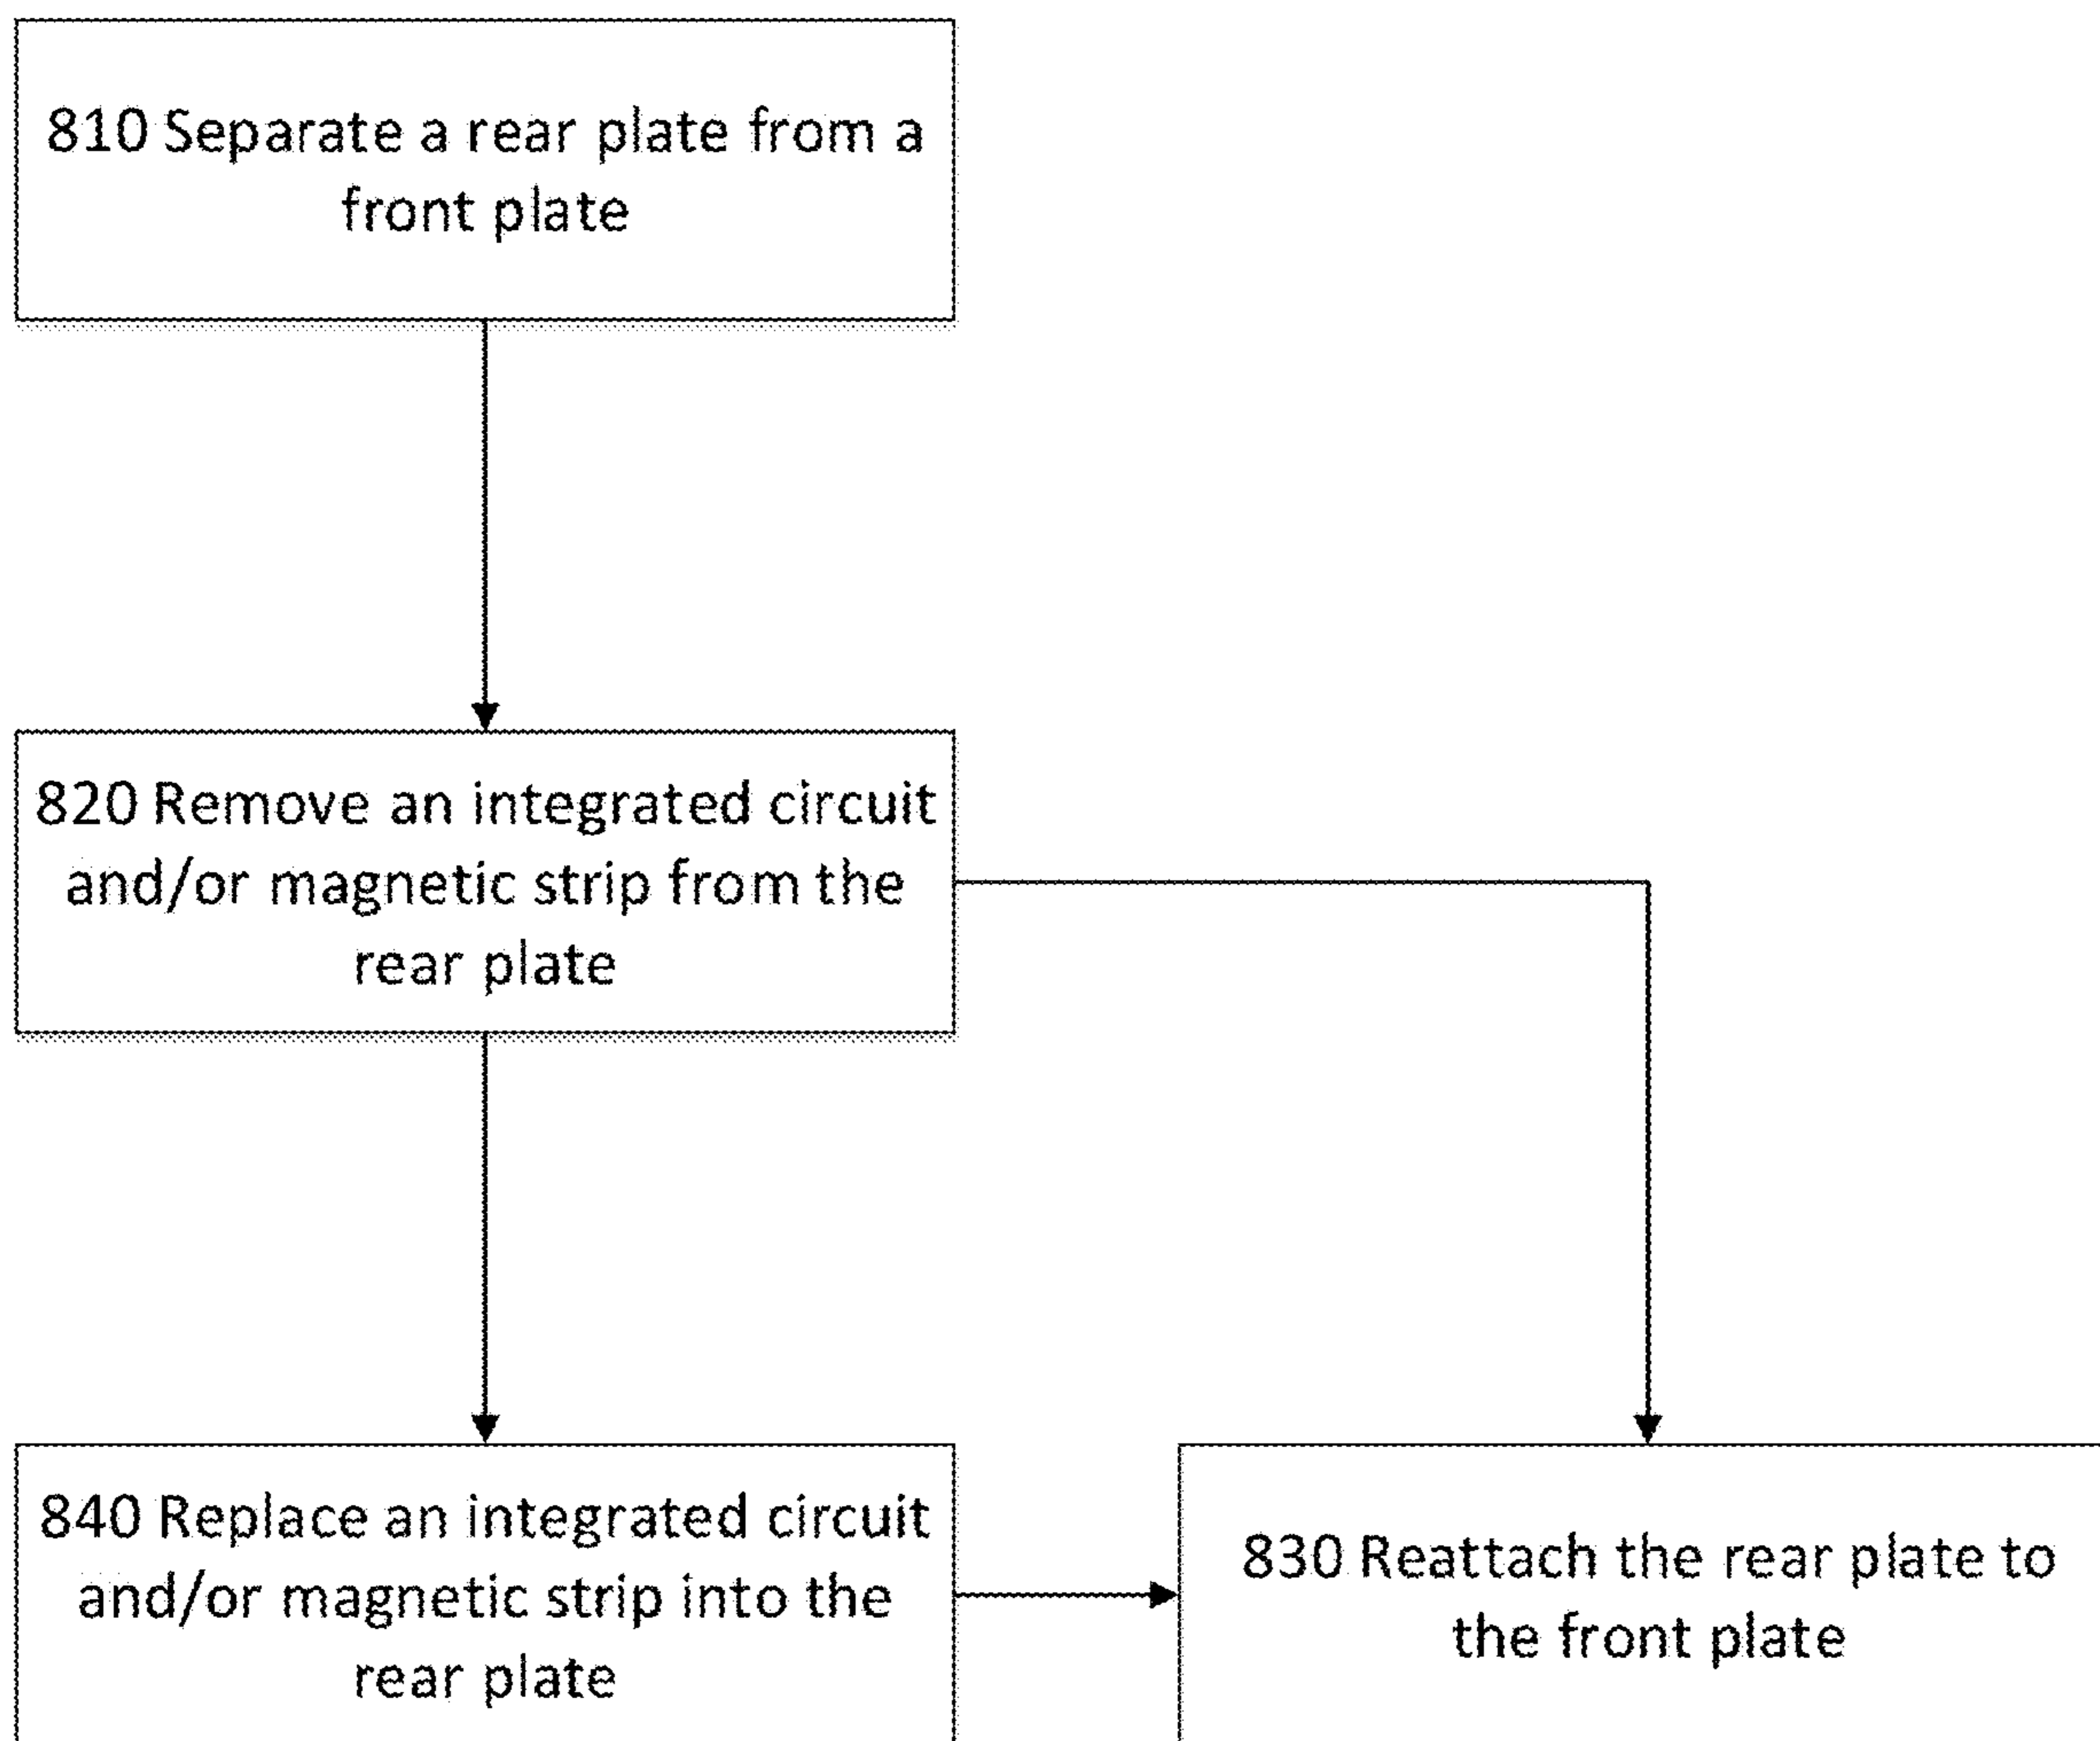 810 Separate a rear plate from a
front plate
820 Remove an integrated circuit
and/or magnetic strip from the
rear plate
840 Replace an integrated circuit
and/or magnetic strip into the
rear plate
830 Reattach the rear plate to
the front plate